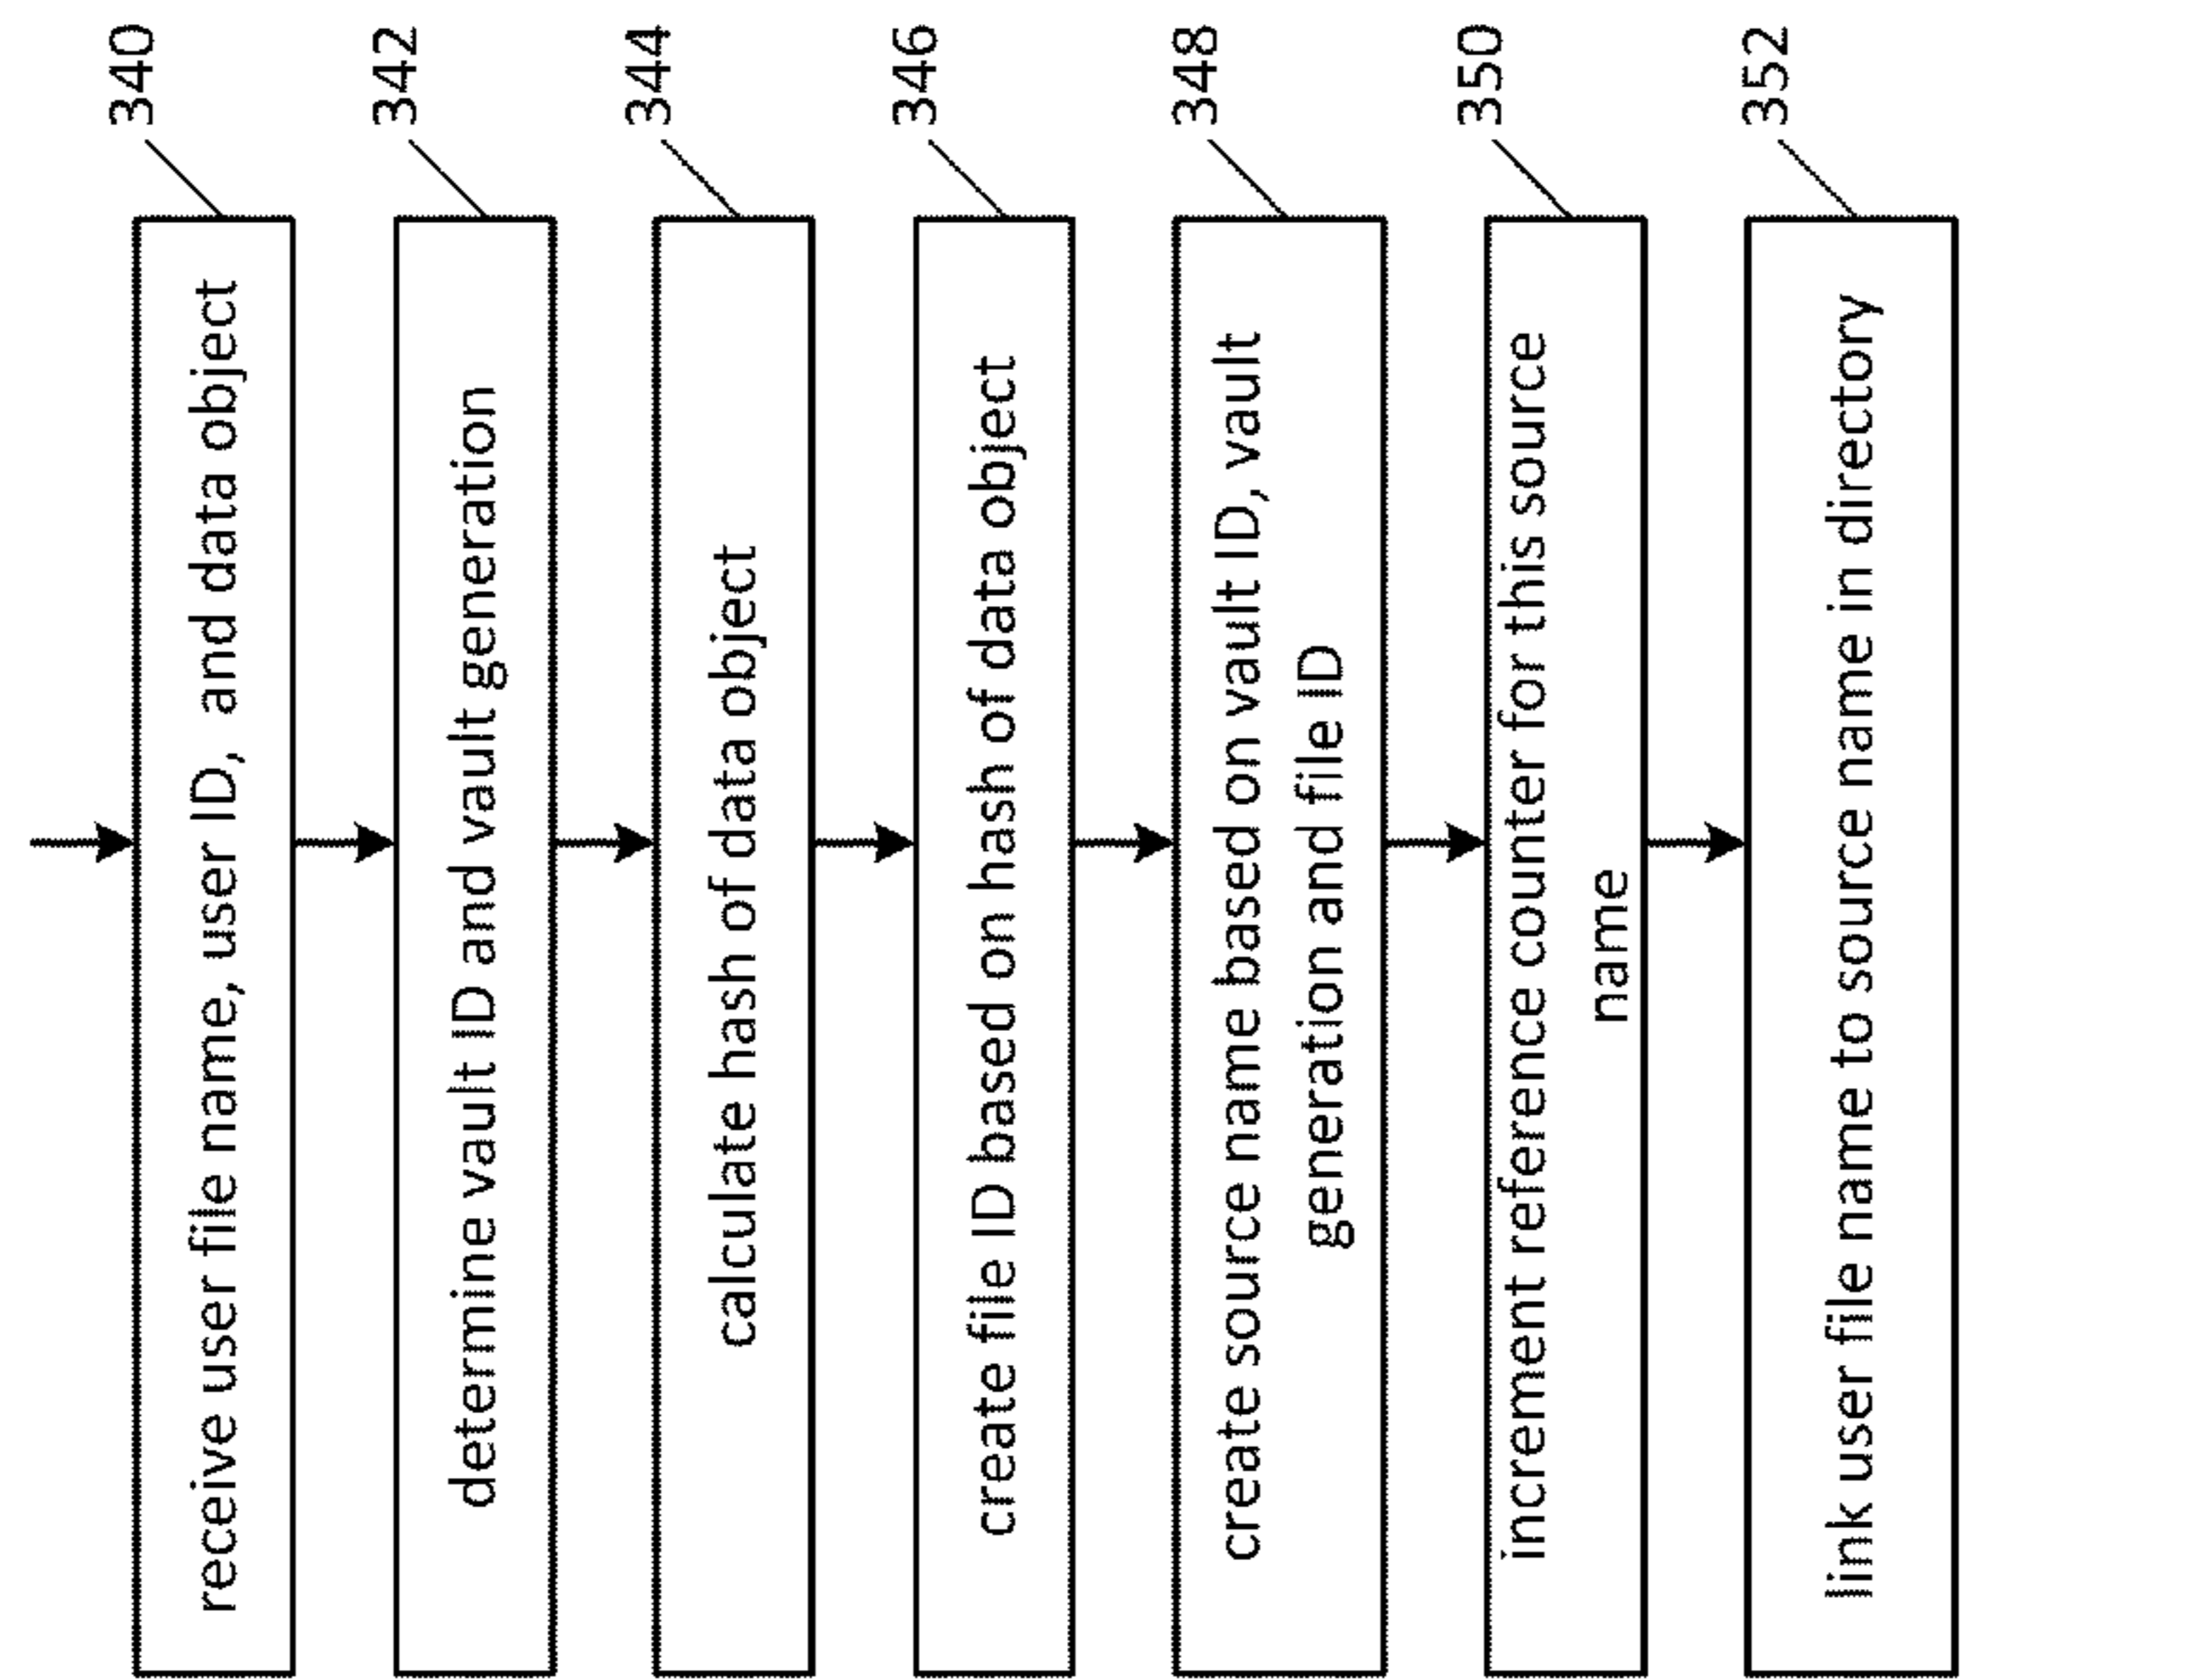 receive user file name, user ID, and data object
340
determine vault ID and vault generation
342
calculate hash of data object
344
create file ID based on hash of data object
346
create source name based on vault ID, vault
generation and file ID
348
increment reference counter for this source
name
350
link user file name to source name in directory
352